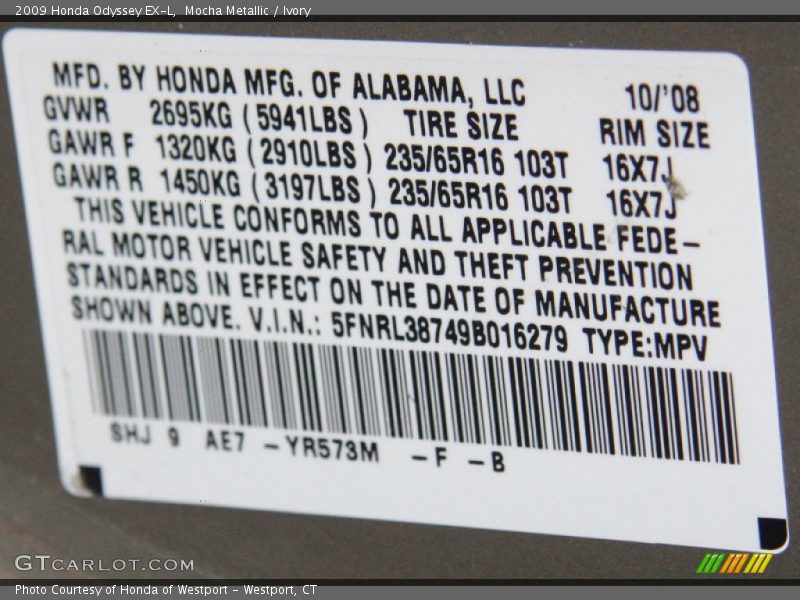 2009 Honda Odyssey EX-L, Mocha Metallic / Ivory
MFD. BY HONDA MFG. OF ALABAMA, LLC 10/'08
GVWR 2695KG (5941LBS) TIRE SIZE RIM SIZE
GAWR F 1320KG (2910LBS) 235/65R16 103T 16X7J
GAWR R 1450KG (3197LBS) 235/65R16 103T 16X7J
THIS VEHICLE CONFORMS TO ALL APPLICABLE FEDE-
RAL MOTOR VEHICLE SAFETY AND THEFT PREVENTION
STANDARDS IN EFFECT ON THE DATE OF MANUFACTURE
SHOWN ABOVE. V.I.N.: 5FNRL38749B016279 TYPE:MPV
SHJ 9 AE7 -YR573M -F -B
GTCARLOT.COM
Photo Courtesy of Honda of Westport - Westport, CT